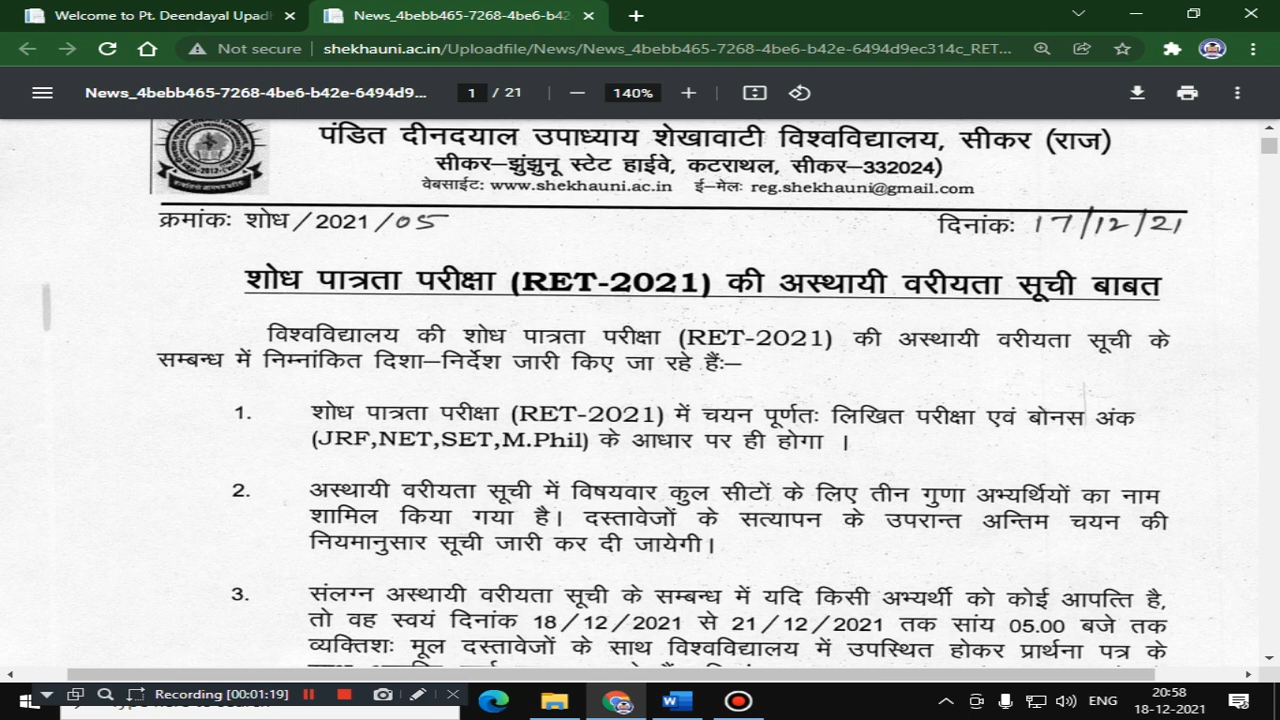 Welcome to Pt. Deendayal Upadh
News_4bebb465-7268-4be6-b42e
Not secure
shekhauni.ac.in/Uploadfile/News/News_4bebb465-7268-4be6-b42e-6494d9ec314c_RET...
News_4bebb465-7268-4be6-b42e-6494d9...
1 / 21
140%
पंडित दीनदयाल उपाध्याय शेखावाटी विश्वविद्यालय, सीकर (राज)
सीकर–झुंझुनू स्टेट हाईवे, कटराथल, सीकर–332024)
वेबसाईटः www.shekhauni.ac.in ई–मेलः reg.shekhauni@gmail.com
क्रमांकः शोध/2021/05
दिनांकः 17/12/21
शोध पात्रता परीक्षा (RET-2021) की अस्थायी वरीयता सूची बाबत
विश्वविद्यालय की शोध पात्रता परीक्षा (RET-2021) की अस्थायी वरीयता सूची के
सम्बन्ध में निम्नांकित दिशा–निर्देश जारी किए जा रहे हैंः–
1. शोध पात्रता परीक्षा (RET-2021) में चयन पूर्णतः लिखित परीक्षा एवं बोनस अंक
(JRF,NET,SET,M.Phil) के आधार पर ही होगा ।
2. अस्थायी वरीयता सूची में विषयवार कुल सीटों के लिए तीन गुणा अभ्यर्थियों का नाम
शामिल किया गया है। दस्तावेजों के सत्यापन के उपरान्त अन्तिम चयन की
नियमानुसार सूची जारी कर दी जायेगी।
3. संलग्न अस्थायी वरीयता सूची के सम्बन्ध में यदि किसी अभ्यर्थी को कोई आपत्ति है,
तो वह स्वयं दिनांक 18/12/2021 से 21/12/2021 तक सांय 05.00 बजे तक
व्यक्तिशः मूल दस्तावेजों के साथ विश्वविद्यालय में उपस्थित होकर प्रार्थना पत्र के
Recording [00:01:19]
ENG
20:58
18-12-2021